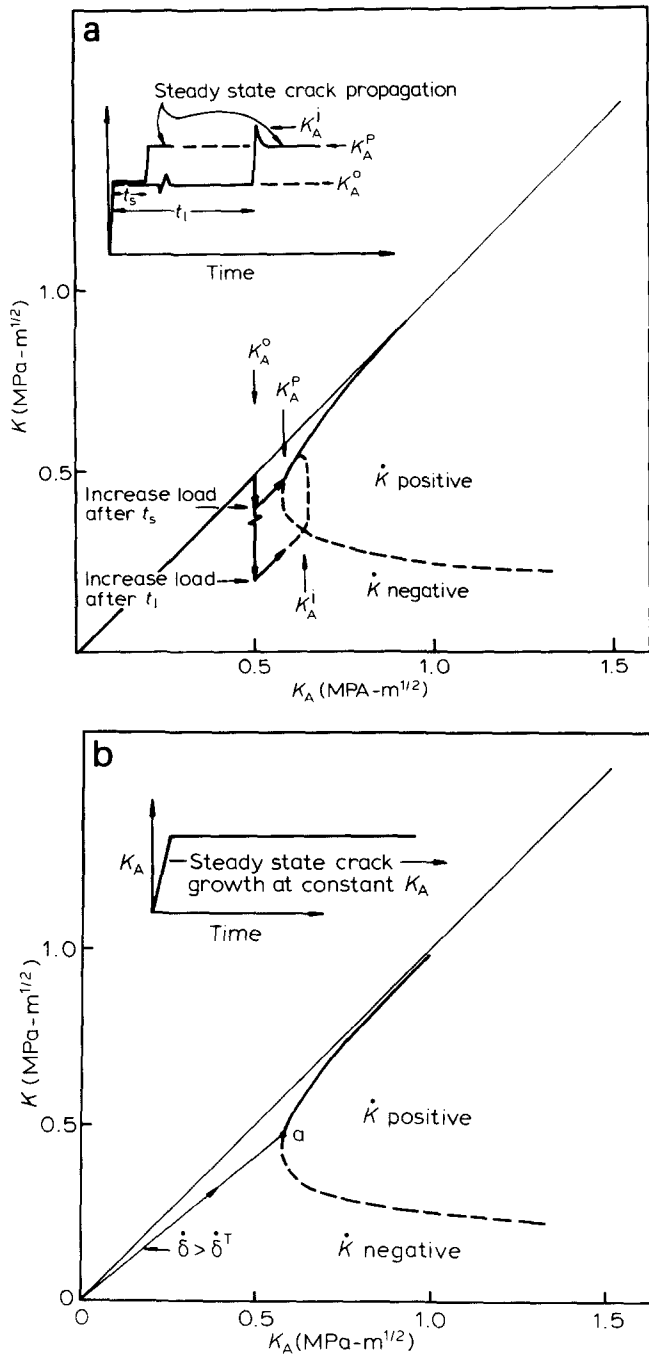 a
Steady state crack propagation
K_A^i
K_A^P
K_A^o
t_s
t_l
Time
1.0
K_A^o
K_A^P
K (MPa-m^1/2)
0.5
Increase load
after t_s
K̇ positive
Increase load
after t_l
K_A^i
K̇ negative
0.5
1.0
1.5
K_A (MPA-m^1/2)
b
K_A
Steady state crack
growth at constant K_A
Time
1.0
K (MPa-m^1/2)
K̇ positive
0.5
a
δ̇ > δ̇^T
K̇ negative
0
0
0.5
1.0
1.5
K_A (MPa-m^1/2)